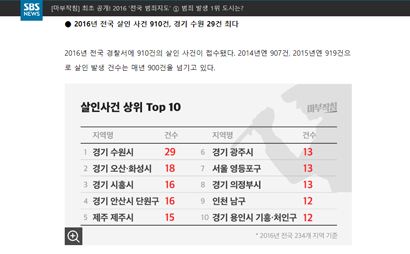 SBS NEWS
[마부작침] 최초 공개! 2016 '전국 범죄지도' ① 범죄 발생 1위 도시는?
● 2016년 전국 살인 사건 910건, 경기 수원 29건 최다
2016년 전국 경찰서에 910건의 살인 사건이 접수됐다. 2014년엔 907건, 2015년엔 919건으
로 살인 발생 건수는 매년 900건을 넘기고 있다.
살인사건 상위 Top 10
마부작침
지역명 건수 지역명 건수
1 경기 수원시 29 6 경기 광주시 13
2 경기 오산·화성시 18 7 서울 영등포구 13
3 경기 시흥시 16 8 경기 의정부시 13
4 경기 안산시 단원구 16 9 인천 남구 12
5 제주 제주시 15 10 경기 용인시 기흥·처인구 12
* 2016년 전국 234개 지역 기준